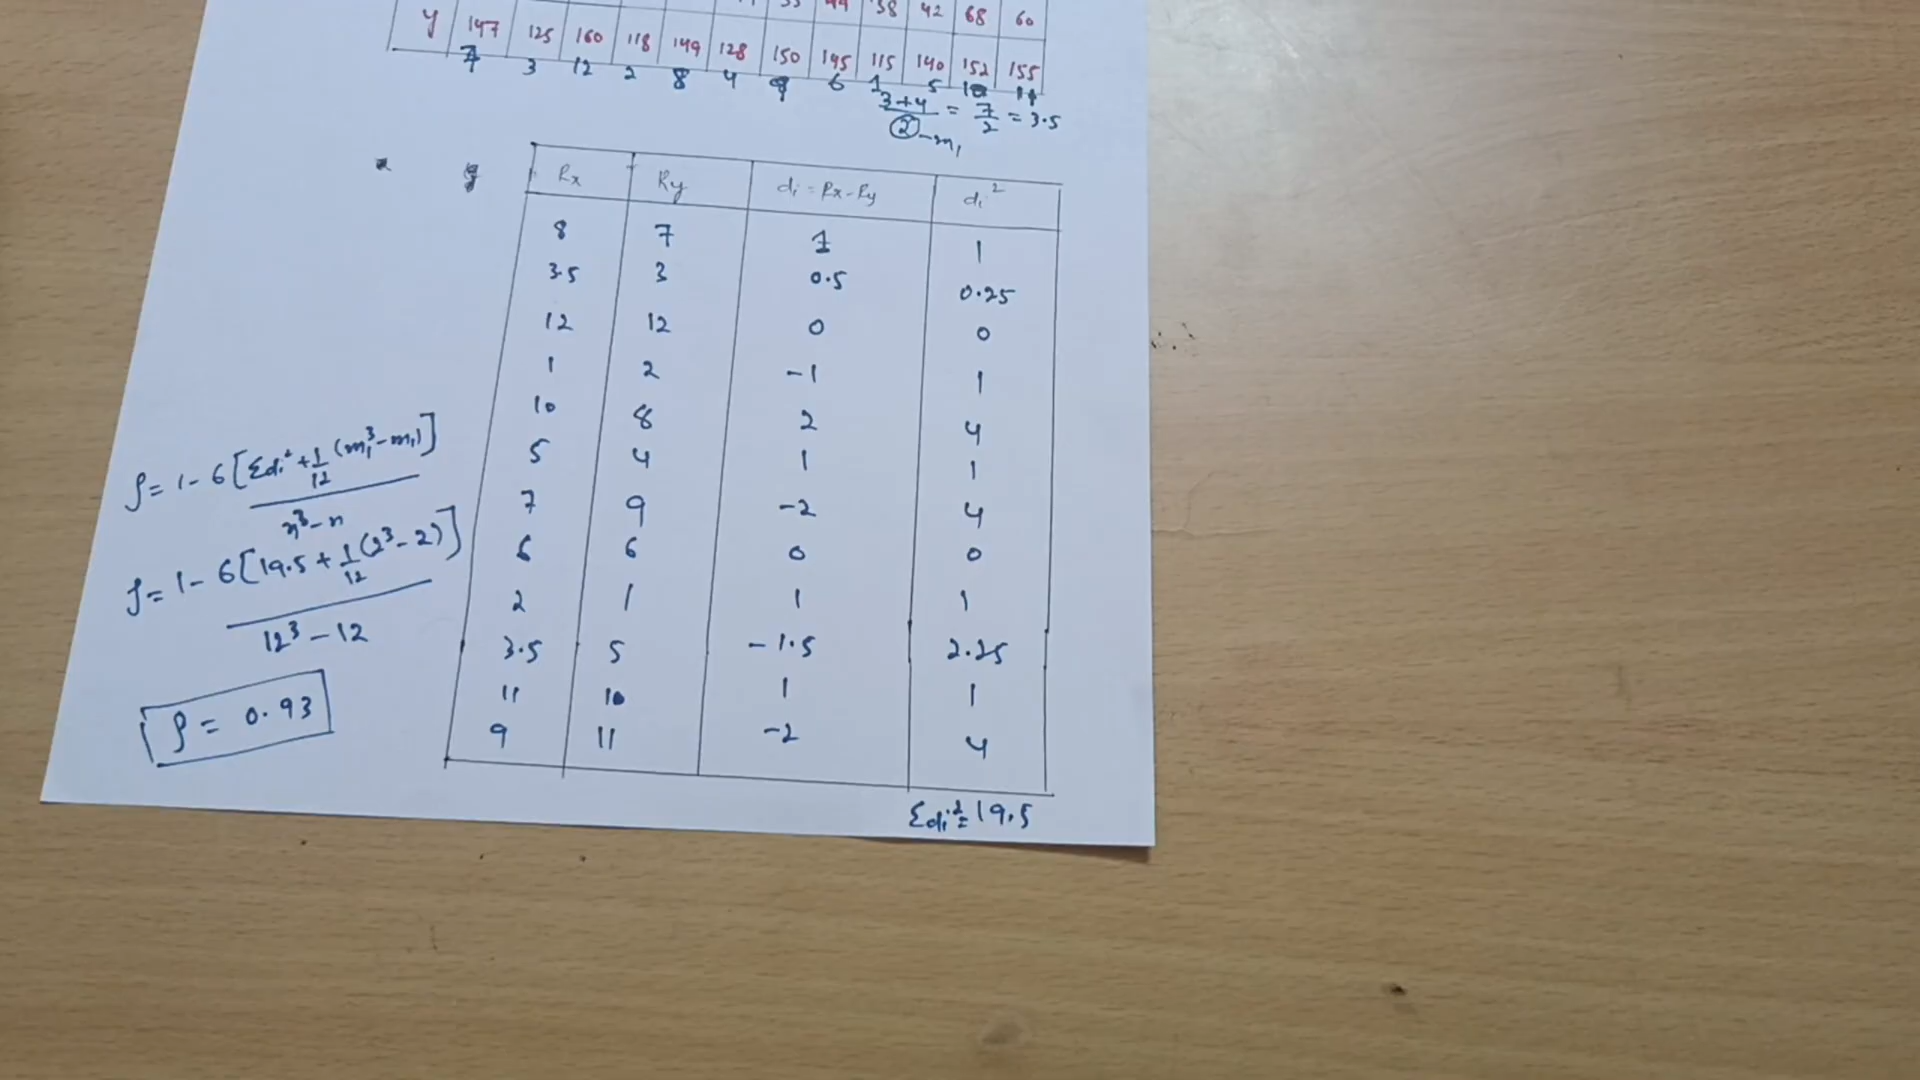 44 38 42 68 60
y 147 125 160 118 149 128 150 145 115 140 152 155
7 3 12 2 8 4 9 6 1 5 10 11
3+4/2 = 7/2 = 3.5
m₁
x y
Rx Ry di = Rx-Ry di²
8 7 1 1
3.5 3 0.5 0.25
12 12 0 0
1 2 -1 1
10 8 2 4
5 4 1 1
7 9 -2 4
6 6 0 0
2 1 1 1
3.5 5 -1.5 2.25
11 10 1 1
9 11 -2 4
Σdi² = 19.5
ρ = 1 - 6[Σdi² + 1/12 (m₁³ - m₁)] / n³ - n
ρ = 1 - 6[19.5 + 1/12 (2³ - 2)] / 12³ - 12
ρ = 0.93